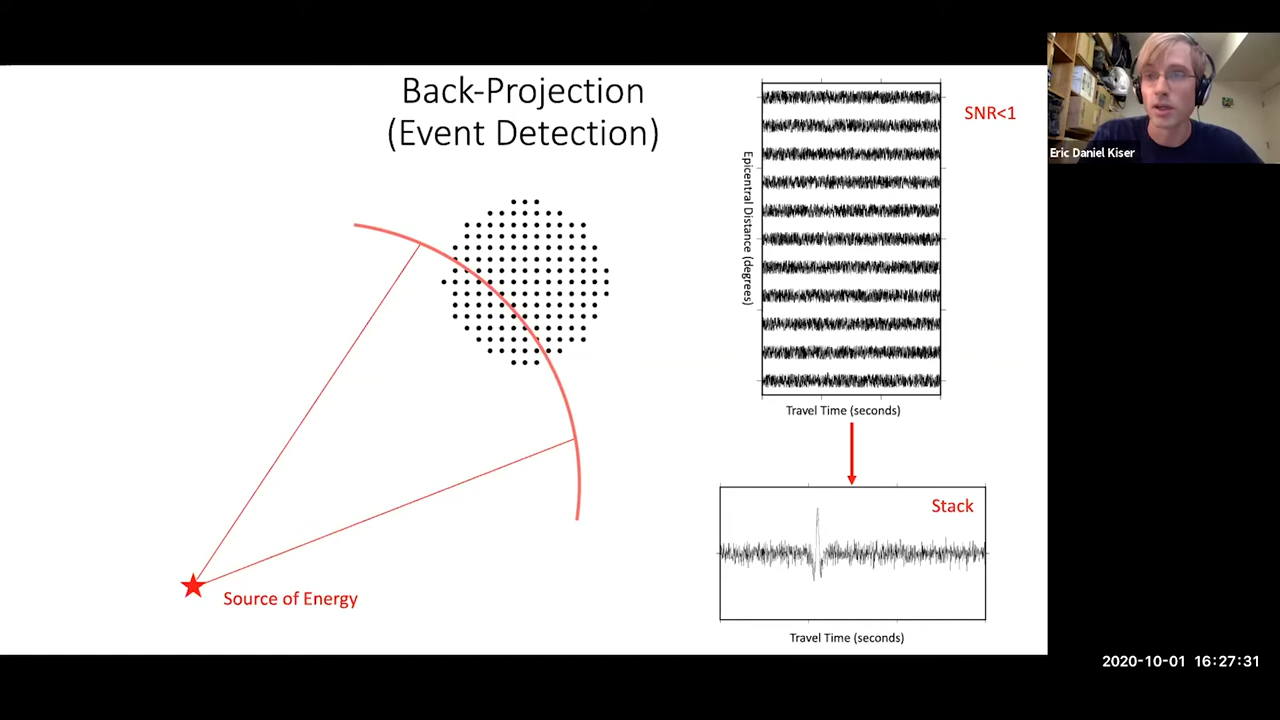 Back-Projection
(Event Detection)
SNR<1
Eric Daniel Kiser
Epicentral Distance (degrees)
Travel Time (seconds)
Stack
Source of Energy
Travel Time (seconds)
2020-10-01 16:27:31